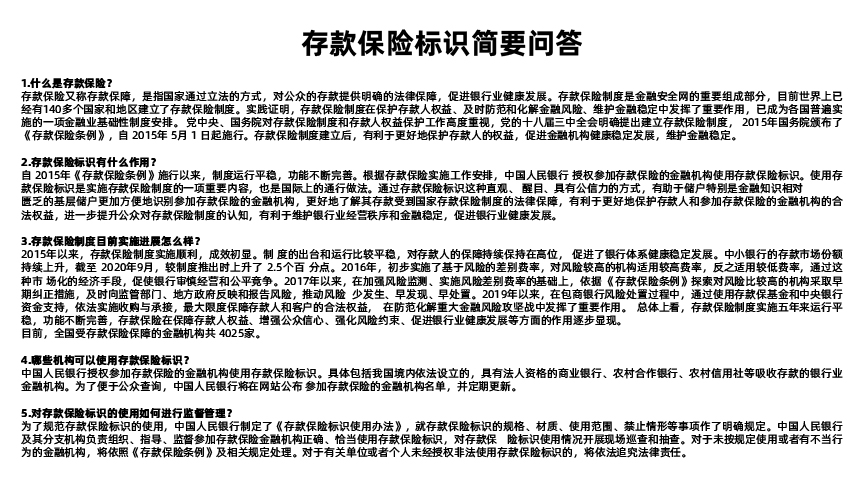 存款保险标识简要问答
1.什么是存款保险？
存款保险又称存款保障，是指国家通过立法的方式，对公众的存款提供明确的法律保障，促进银行业健康发展。存款保险制度是金融安全网的重要组成部分，目前世界上已
经有140多个国家和地区建立了存款保险制度。实践证明，存款保险制度在保护存款人权益、及时防范和化解金融风险、维护金融稳定中发挥了重要作用，已成为各国普遍实
施的一项金融业基础性制度安排。党中央、国务院对存款保险制度和存款人权益保护工作高度重视，党的十八届三中全会明确提出建立存款保险制度， 2015年国务院颁布了
《存款保险条例》，自 2015年 5月 1 日起施行。存款保险制度建立后，有利于更好地保护存款人的权益，促进金融机构健康稳定发展，维护金融稳定。
2.存款保险标识有什么作用？
自 2015年《存款保险条例》施行以来，制度运行平稳，功能不断完善。根据存款保险实施工作安排，中国人民银行 授权参加存款保险的金融机构使用存款保险标识。使用存
款保险标识是实施存款保险制度的一项重要内容，也是国际上的通行做法。通过存款保险标识这种直观、 醒目、具有公信力的方式，有助于储户特别是金融知识相对
匮乏的基层储户更加方便地识别参加存款保险的金融机构，更好地了解其存款受到国家存款保险制度的法律保障，有利于更好地保护存款人和参加存款保险的金融机构的合
法权益，进一步提升公众对存款保险制度的认知，有利于维护银行业经营秩序和金融稳定，促进银行业健康发展。
3.存款保险制度目前实施进展怎么样？
2015年以来，存款保险制度实施顺利，成效初显。制 度的出台和运行比较平稳，对存款人的保障持续保持在高位， 促进了银行体系健康稳定发展。中小银行的存款市场份额
持续上升，截至 2020年9月，较制度推出时上升了 2.5个百 分点。2016年，初步实施了基于风险的差别费率，对风险较高的机构适用较高费率，反之适用较低费率，通过这
种市 场化的经济手段，促使银行审慎经营和公平竞争。2017年以来，在加强风险监测、实施风险差别费率的基础上，依据 《存款保险条例》探索对风险比较高的机构采取早
期纠正措施，及时向监管部门、地方政府反映和报告风险，推动风险 少发生、早发现、早处置。2019年以来，在包商银行风险处置过程中，通过使用存款保基金和中央银行
资金支持，依法实施收购与承接，最大限度保障存款人和客户的合法权益， 在防范化解重大金融风险攻坚战中发挥了重要作用。 总体上看，存款保险制度实施五年来运行平
稳，功能不断完善，存款保险在保障存款人权益、增强公众信心、强化风险约束、促进银行业健康发展等方面的作用逐步显现。
目前，全国受存款保险保障的金融机构共 4025家。
4.哪些机构可以使用存款保险标识？
中国人民银行授权参加存款保险的金融机构使用存款保险标识。具体包括我国境内依法设立的，具有法人资格的商业银行、农村合作银行、农村信用社等吸收存款的银行业
金融机构。为了便于公众查询，中国人民银行将在网站公布 参加存款保险的金融机构名单，并定期更新。
5.对存款保险标识的使用如何进行监督管理？
为了规范存款保险标识的使用，中国人民银行制定了《存款保险标识使用办法》，就存款保险标识的规格、材质、使用范围、禁止情形等事项作了明确规定。中国人民银行
及其分支机构负责组织、指导、监督参加存款保险金融机构正确、恰当使用存款保险标识，对存款保 险标识使用情况开展现场巡查和抽查。对于未按规定使用或者有不当行
为的金融机构，将依照《存款保险条例》及相关规定处理。对于有关单位或者个人未经授权非法使用存款保险标识的，将依法追究法律责任。